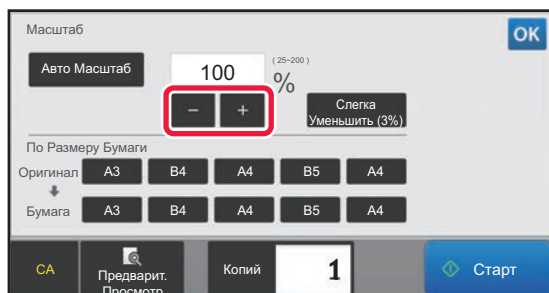 Масштаб
OK
Авто Масштаб
100
(25~200)
%
−
+
Слегка
Уменьшить (3%)
По Размеру Бумаги
Оригинал A3 B4 A4 B5 A4
Бумага A3 B4 A4 B5 A4
CA
Предварит.
Просмотр
Копий
1
Старт